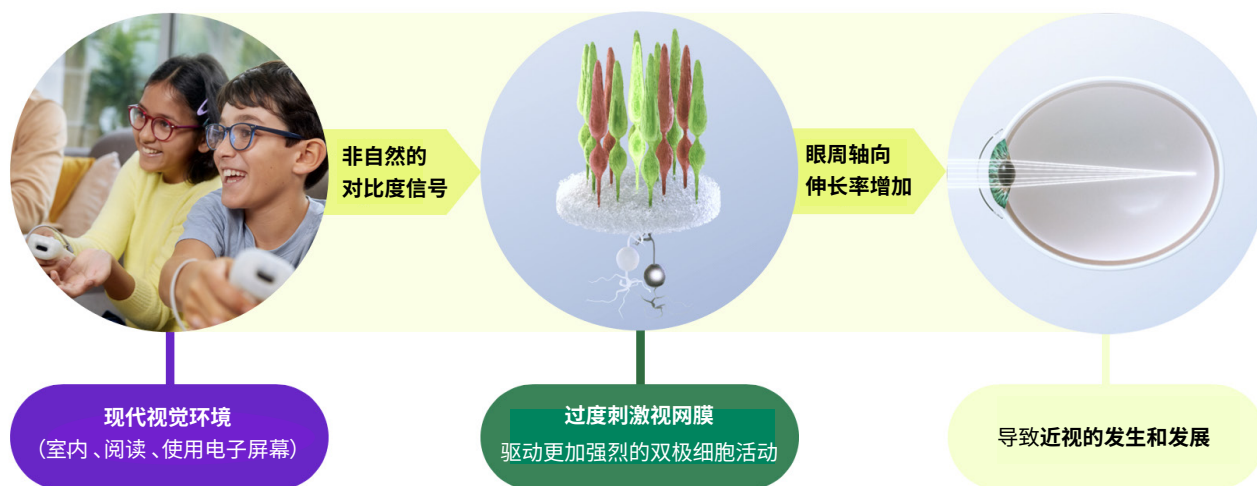 非自然的
对比度信号
眼周轴向
伸长率增加
现代视觉环境
（室内、阅读、使用电子屏幕）
过度刺激视网膜
驱动更加强烈的双极细胞活动
导致近视的发生和发展